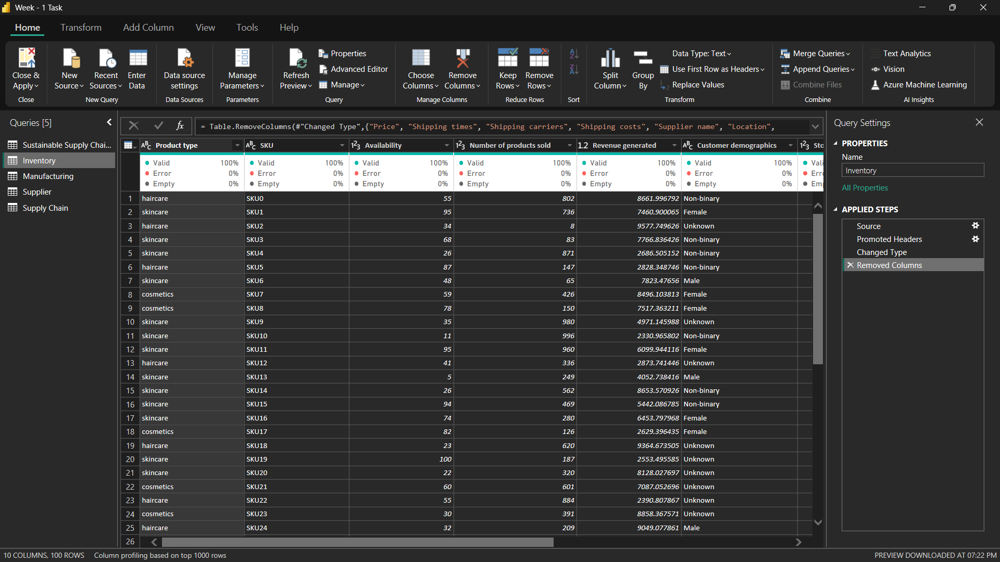 Week - 1 Task
Home Transform Add Column View Tools Help
Close & Apply
Close
New Source
Recent Sources
Enter Data
New Query
Data source settings
Data Sources
Manage Parameters
Parameters
Refresh Preview
Properties
Advanced Editor
Manage
Query
Choose Columns
Remove Columns
Manage Columns
Keep Rows
Remove Rows
Reduce Rows
Sort
Split Column
Group By
Data Type: Text
Use First Row as Headers
Replace Values
Transform
Merge Queries
Append Queries
Combine Files
Combine
Text Analytics
Vision
Azure Machine Learning
AI Insights
Queries [5]
Sustainable Supply Chai...
Inventory
Manufacturing
Supplier
Supply Chain
fx = Table.RemoveColumns(#"Changed Type",{"Price", "Shipping times", "Shipping carriers", "Shipping costs", "Supplier name", "Location",
ABC Product type ABC SKU 123 Availability 123 Number of products sold 1.2 Revenue generated ABC Customer demographics 123 Sto
Valid 100% Valid 100% Valid 100% Valid 100% Valid 100% Valid 100% Vali
Error 0% Error 0% Error 0% Error 0% Error 0% Error 0% Erro
Empty 0% Empty 0% Empty 0% Empty 0% Empty 0% Empty 0% Em
1 haircare SKU0 55 802 8661.996792 Non-binary
2 skincare SKU1 95 736 7460.900065 Female
3 haircare SKU2 34 8 9577.749626 Unknown
4 skincare SKU3 68 83 7766.836426 Non-binary
5 skincare SKU4 26 871 2686.505152 Non-binary
6 haircare SKU5 87 147 2828.348746 Non-binary
7 skincare SKU6 48 65 7823.47656 Male
8 cosmetics SKU7 59 426 8496.103813 Female
9 cosmetics SKU8 78 150 7517.363211 Female
10 skincare SKU9 35 980 4971.145988 Unknown
11 skincare SKU10 11 996 2330.965802 Non-binary
12 skincare SKU11 95 960 6099.944116 Female
13 haircare SKU12 41 336 2873.741446 Unknown
14 skincare SKU13 5 249 4052.738416 Male
15 skincare SKU14 26 562 8653.570926 Non-binary
16 skincare SKU15 94 469 5442.086785 Non-binary
17 skincare SKU16 74 280 6453.797968 Female
18 cosmetics SKU17 82 126 2629.396435 Female
19 haircare SKU18 23 620 9364.673505 Unknown
20 skincare SKU19 100 187 2553.495585 Unknown
21 skincare SKU20 22 320 8128.027697 Unknown
22 cosmetics SKU21 60 601 7087.052696 Unknown
23 haircare SKU22 55 884 2390.807867 Unknown
24 cosmetics SKU23 30 391 8858.367571 Unknown
25 haircare SKU24 32 209 9049.077861 Male
26
Query Settings
PROPERTIES
Name
Inventory
All Properties
APPLIED STEPS
Source
Promoted Headers
Changed Type
Removed Columns
10 COLUMNS, 100 ROWS Column profiling based on top 1000 rows
PREVIEW DOWNLOADED AT 07:22 PM